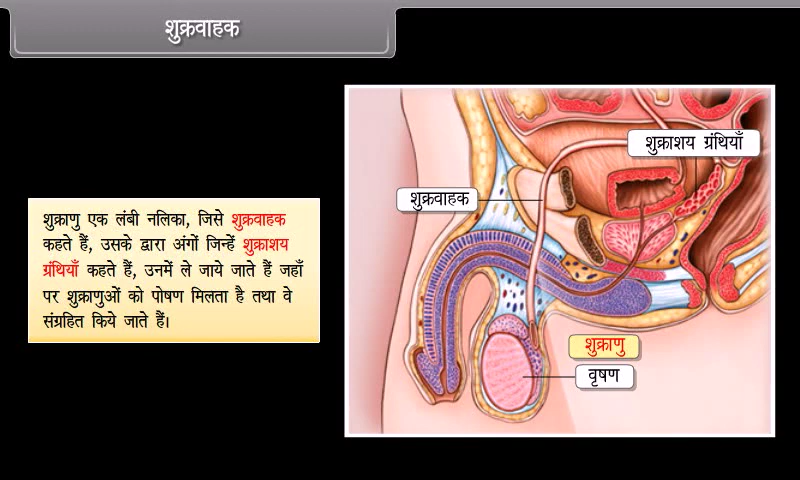 शुक्रवाहक
शुक्राशय ग्रंथियाँ
शुक्रवाहक
शुक्राणु एक लंबी नलिका, जिसे शुक्रवाहक
कहते हैं, उसके द्वारा अंगों जिन्हें शुक्राशय
ग्रंथियाँ कहते हैं, उनमें ले जाये जाते हैं जहाँ
पर शुक्राणुओं को पोषण मिलता है तथा वे
संग्रहित किये जाते हैं।
शुक्राणु
वृषण